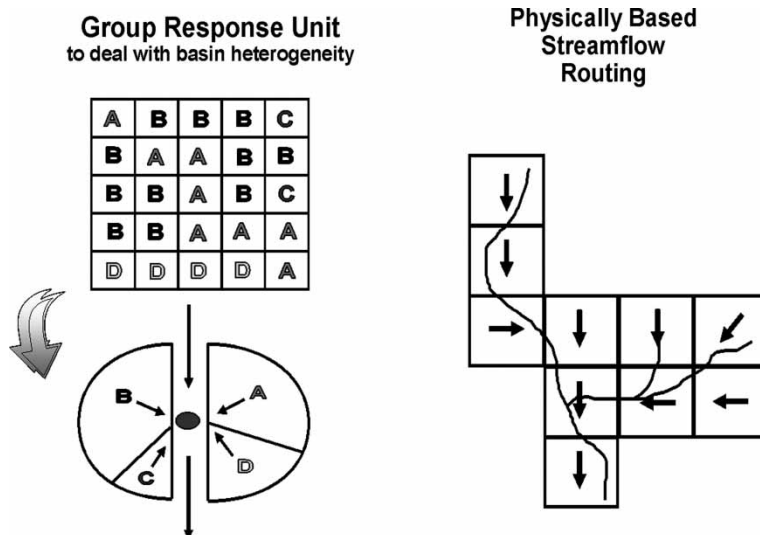 Group Response Unit
to deal with basin heterogeneity
A B B B C
B A A B B
B B A B C
B B A A A
D D D D A
B A
C D
Physically Based
Streamflow
Routing